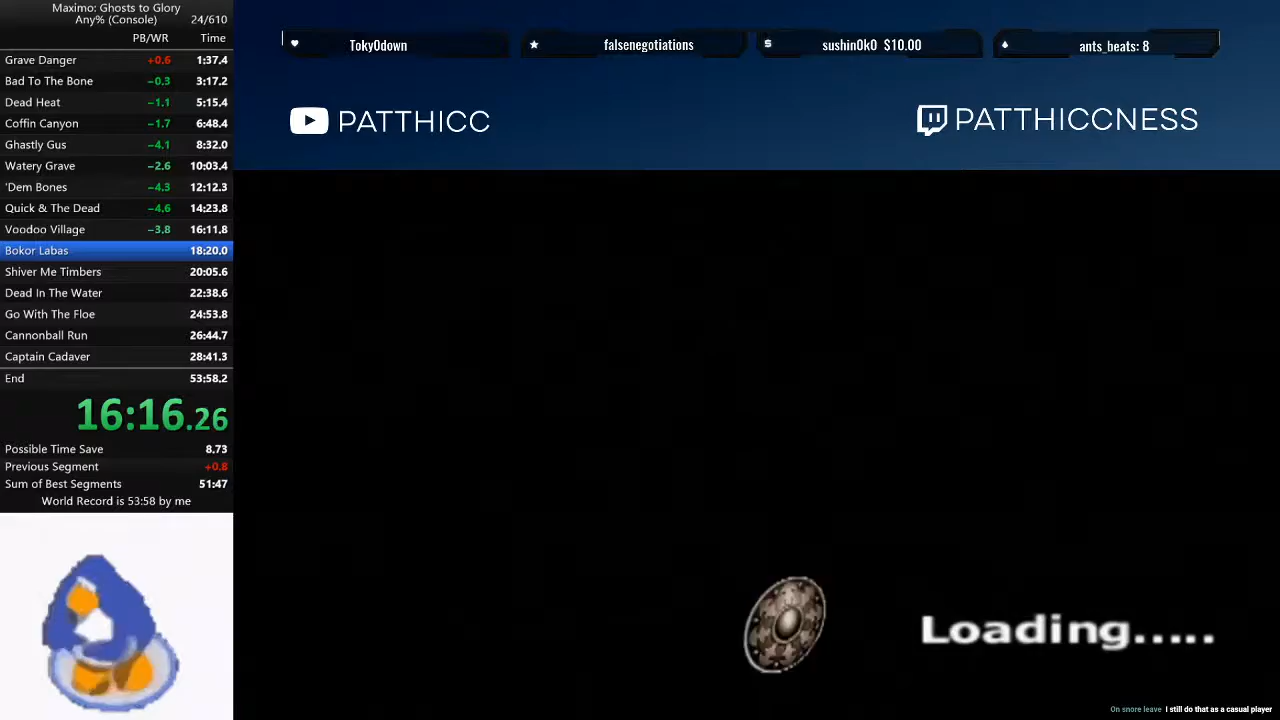 Maximo: Ghosts to Glory
Any% (Console) 24/610
PB/WR Time
Grave Danger +0.6 1:37.4
Bad To The Bone −0.3 3:17.2
Dead Heat −1.1 5:15.4
Coffin Canyon −1.7 6:48.4
Ghastly Gus −4.1 8:32.0
Watery Grave −2.6 10:03.4
'Dem Bones −4.3 12:12.3
Quick & The Dead −4.6 14:23.8
Voodoo Village −3.8 16:11.8
Bokor Labas 18:20.0
Shiver Me Timbers 20:05.6
Dead In The Water 22:38.6
Go With The Floe 24:53.8
Cannonball Run 26:44.7
Captain Cadaver 28:41.3
End 53:58.2
16:16.26
Possible Time Save 8.73
Previous Segment +0.8
Sum of Best Segments 51:47
World Record is 53:58 by me
Toky0down falsenegotiations sushin0k0 $10.00 ants_beats: 8
PATTHICC PATTHICCNESS
Loading.....
On snore leave I still do that as a casual player